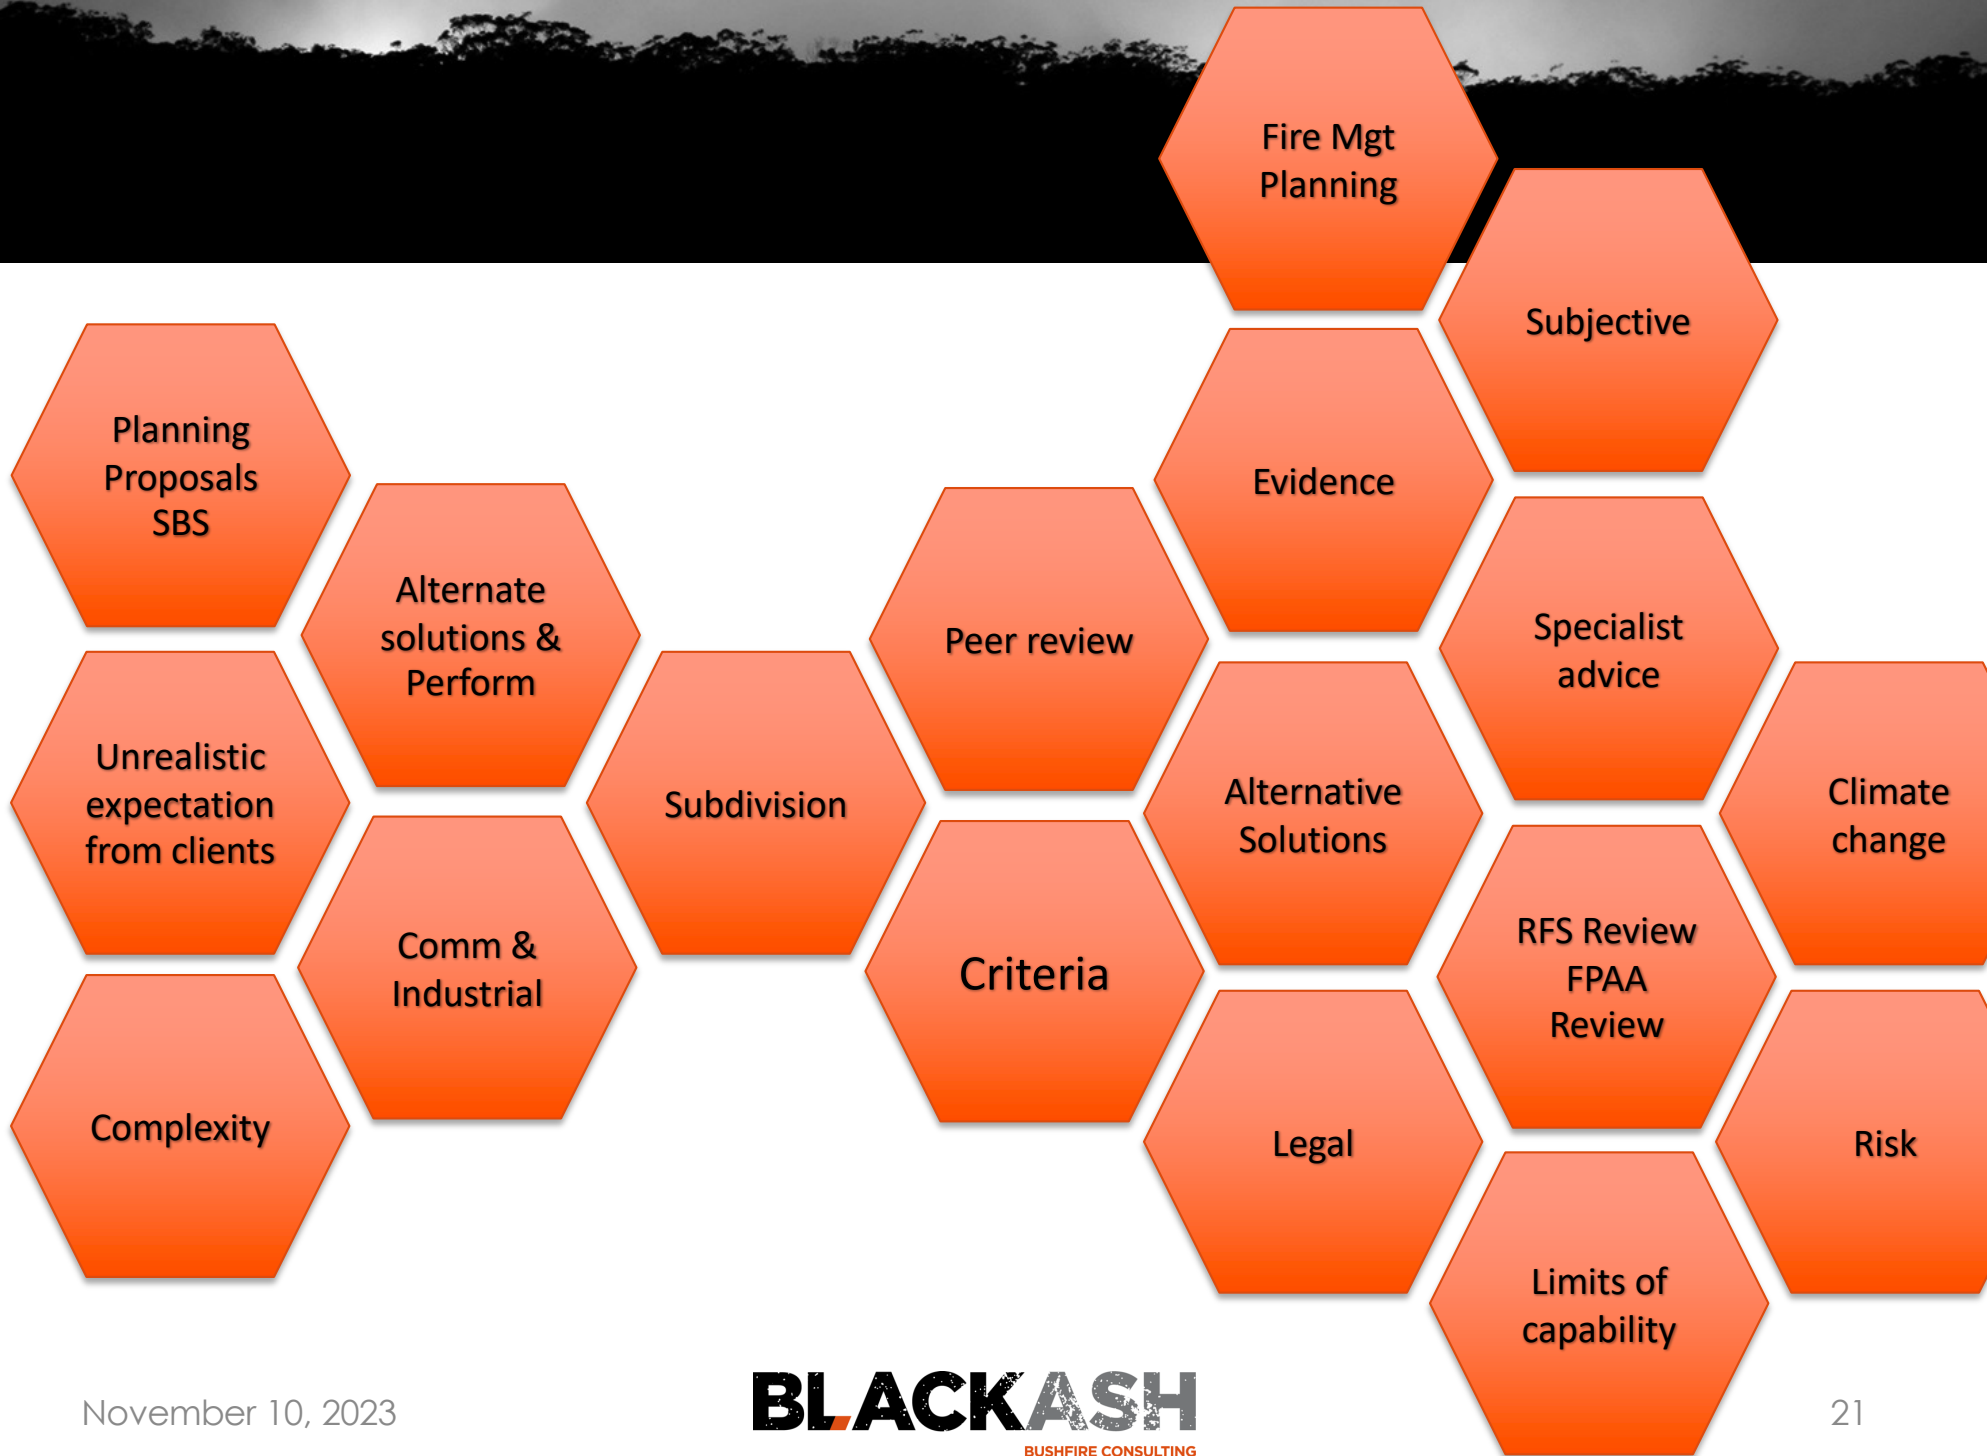 Fire Mgt
Planning
Subjective
Planning
Proposals
SBS
Evidence
Alternate
solutions &
Perform
Peer review
Specialist
advice
Unrealistic
expectation
from clients
Subdivision
Alternative
Solutions
Climate
change
Comm &
Industrial
Criteria
RFS Review
FPAA
Review
Complexity
Legal
Risk
Limits of
capability
November 10, 2023
BLACKASH
BUSHFIRE CONSULTING
21